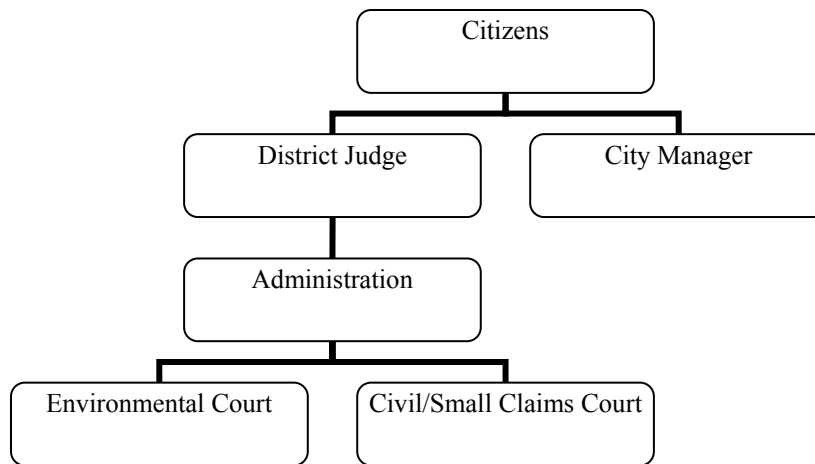 Citizens
District Judge
City Manager
Administration
Environmental Court
Civil/Small Claims Court